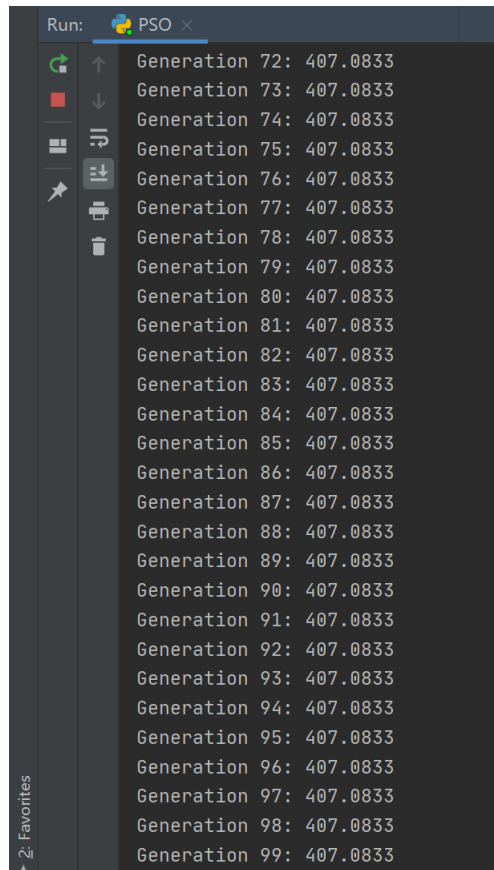 Run: PSO
Generation 72: 407.0833
Generation 73: 407.0833
Generation 74: 407.0833
Generation 75: 407.0833
Generation 76: 407.0833
Generation 77: 407.0833
Generation 78: 407.0833
Generation 79: 407.0833
Generation 80: 407.0833
Generation 81: 407.0833
Generation 82: 407.0833
Generation 83: 407.0833
Generation 84: 407.0833
Generation 85: 407.0833
Generation 86: 407.0833
Generation 87: 407.0833
Generation 88: 407.0833
Generation 89: 407.0833
Generation 90: 407.0833
Generation 91: 407.0833
Generation 92: 407.0833
Generation 93: 407.0833
Generation 94: 407.0833
Generation 95: 407.0833
Generation 96: 407.0833
Generation 97: 407.0833
Generation 98: 407.0833
Generation 99: 407.0833
2: Favorites